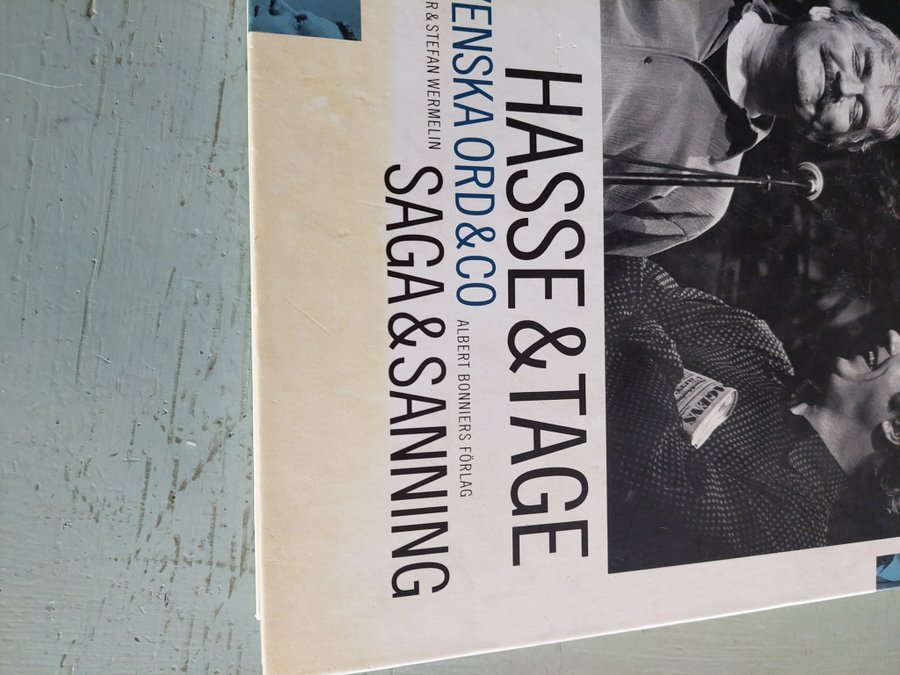 HASSE & TAGE
ENSKA ORD & CO
ALBERT BONNIERS FÖRLAG
R & STEFAN WERMELIN
SAGA & SANNING